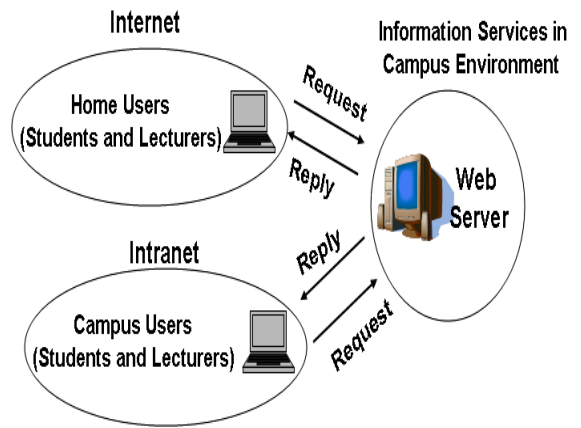 Internet
Home Users
(Students and Lecturers)
Request
Reply
Information Services in
Campus Environment
Web
Server
Intranet
Campus Users
(Students and Lecturers)
Reply
Request